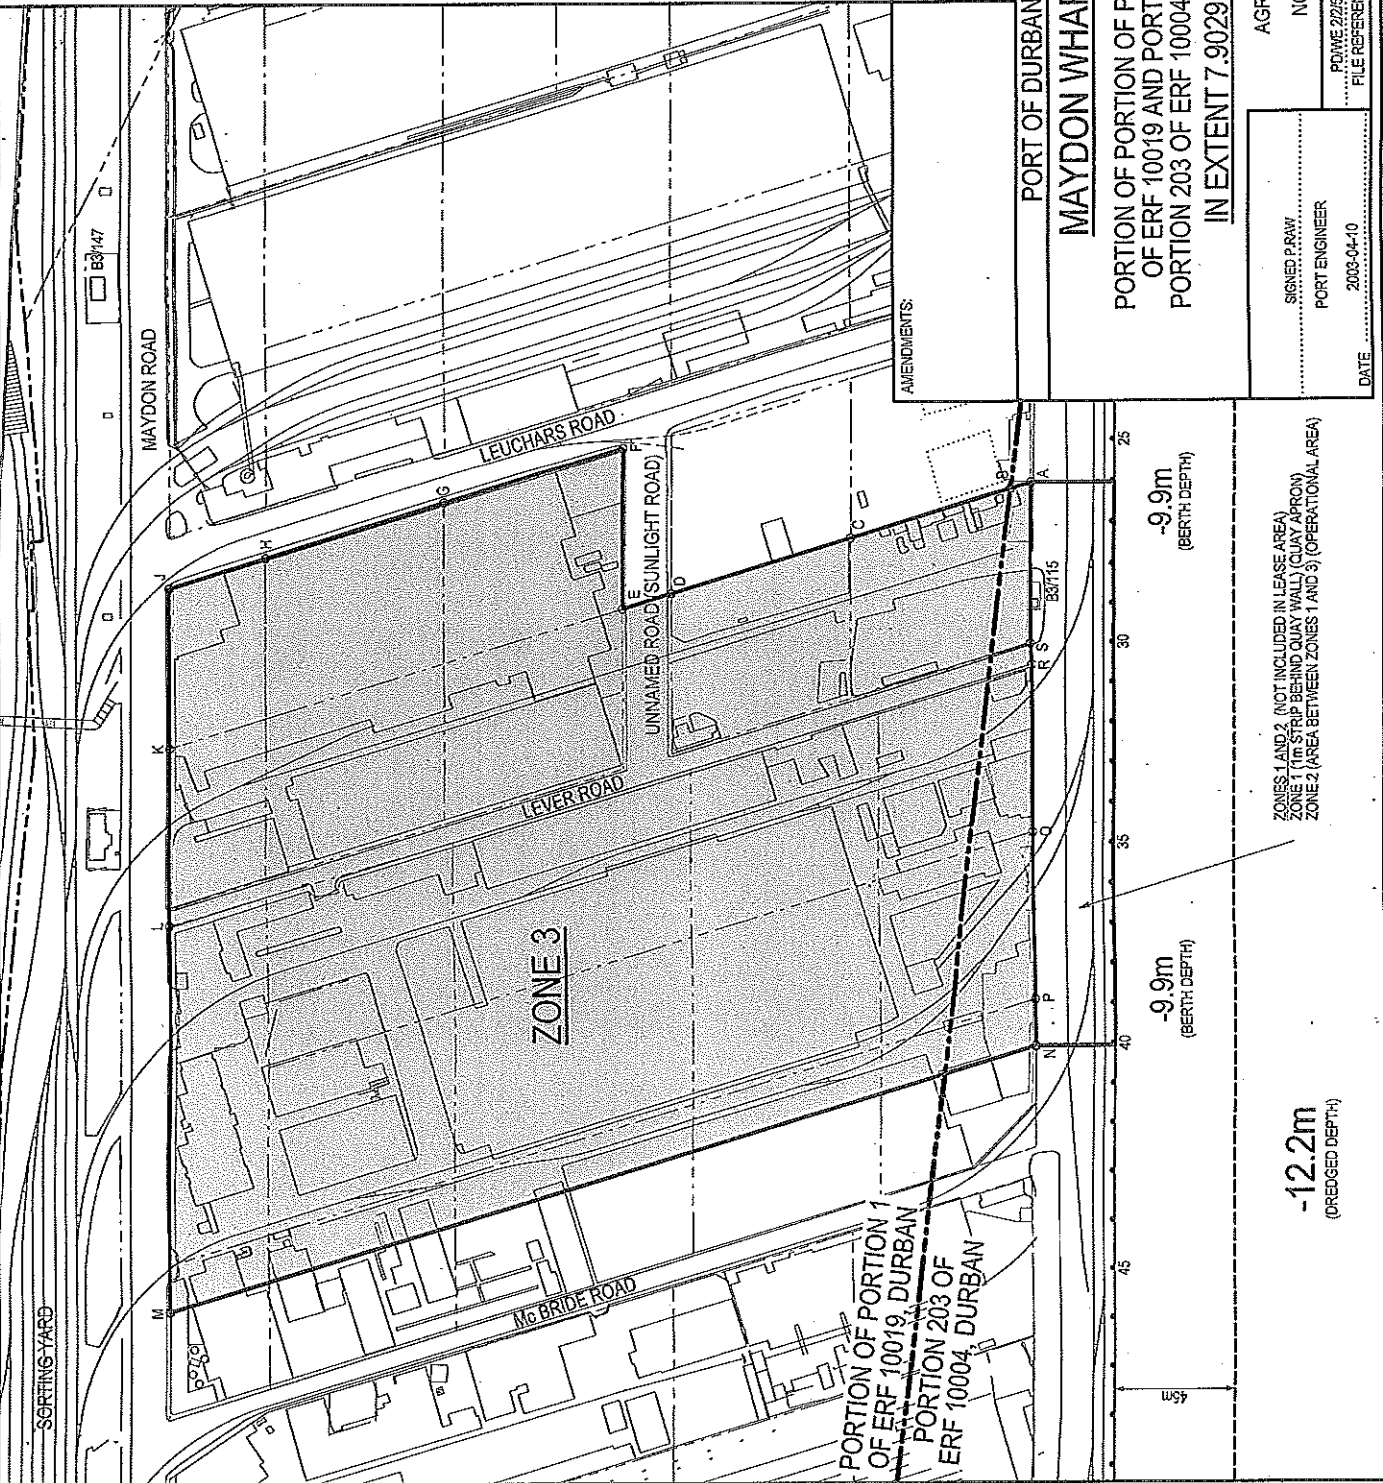 SORTING YARD
B3/147
MAYDON ROAD
J
K
L
M
H
G
F
E
D
C
B
A
LEUCHARS ROAD
UNNAMED ROAD (SUNLIGHT ROAD)
LEVER ROAD
ZONE 3
Mc BRIDE ROAD
B3/115
S
R
Q
P
N
25
30
35
40
45
PORTION OF PORTION 1
OF ERF 10019, DURBAN
PORTION 203 OF
ERF 10004, DURBAN
-9.9m
(BERTH DEPTH)
-9.9m
(BERTH DEPTH)
-12.2m
(DREDGED DEPTH)
45m
ZONES 1 AND 2 (NOT INCLUDED IN LEASE AREA)
ZONE 1 (1m STRIP BEHIND QUAY WALL) (QUAY APRON)
ZONE 2 (AREA BETWEEN ZONES 1 AND 3) (OPERATIONAL AREA)
AMENDMENTS:
PORT OF DURBAN
MAYDON WHA
PORTION OF PORTION OF P
OF ERF 10019 AND PORT
PORTION 203 OF ERF 10004
IN EXTENT 7.9029
SIGNED P.RAW
PORT ENGINEER
DATE 2003-04-10
AGR
NO
PD/WE 2/2/5
FILE REFERE